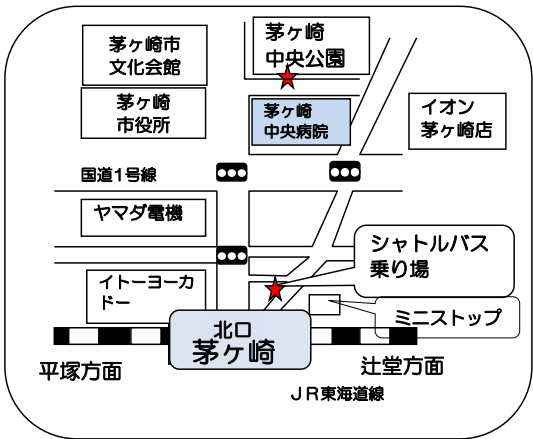 茅ヶ崎市
文化会館
茅ヶ崎
中央公園
茅ヶ崎
市役所
茅ヶ崎
中央病院
イオン
茅ヶ崎店
国道1号線
ヤマダ電機
シャトルバス
乗り場
イトーヨーカ
ドー
ミニストップ
北口
茅ヶ崎
平塚方面
辻堂方面
JR東海道線